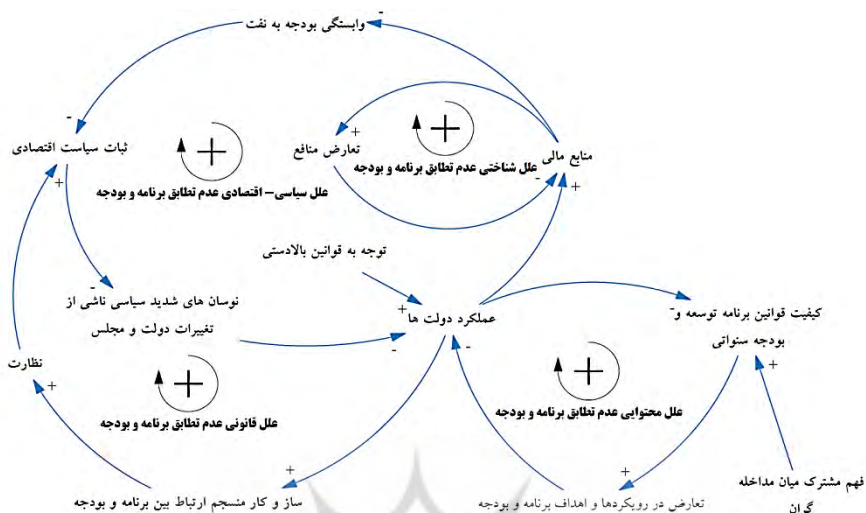 وابستگی بودجه به نفت
-
-
ثبات سیاست اقتصادی
+
تعارض منافع
+
علل شناختی عدم تطابق برنامه و بودجه
منابع مالی
-
+
علل سیاسی– اقتصادی عدم تطابق برنامه و بودجه
توجه به قوانین بالادستی
-
نوسان های شدید سیاسی ناشی از
تغییرات دولت و مجلس
+
عملکرد دولت ها
-
-
-
کیفیت قوانین برنامه توسعه و
بودجه سنواتی
+
نظارت
+
علل قانونی عدم تطابق برنامه و بودجه
علل محتوایی عدم تطابق برنامه و بودجه
+
ساز و کار منسجم ارتباط بین برنامه و بودجه
+
تعارض در رویکردها و اهداف برنامه و بودجه
فهم مشترک میان مداخله
گران